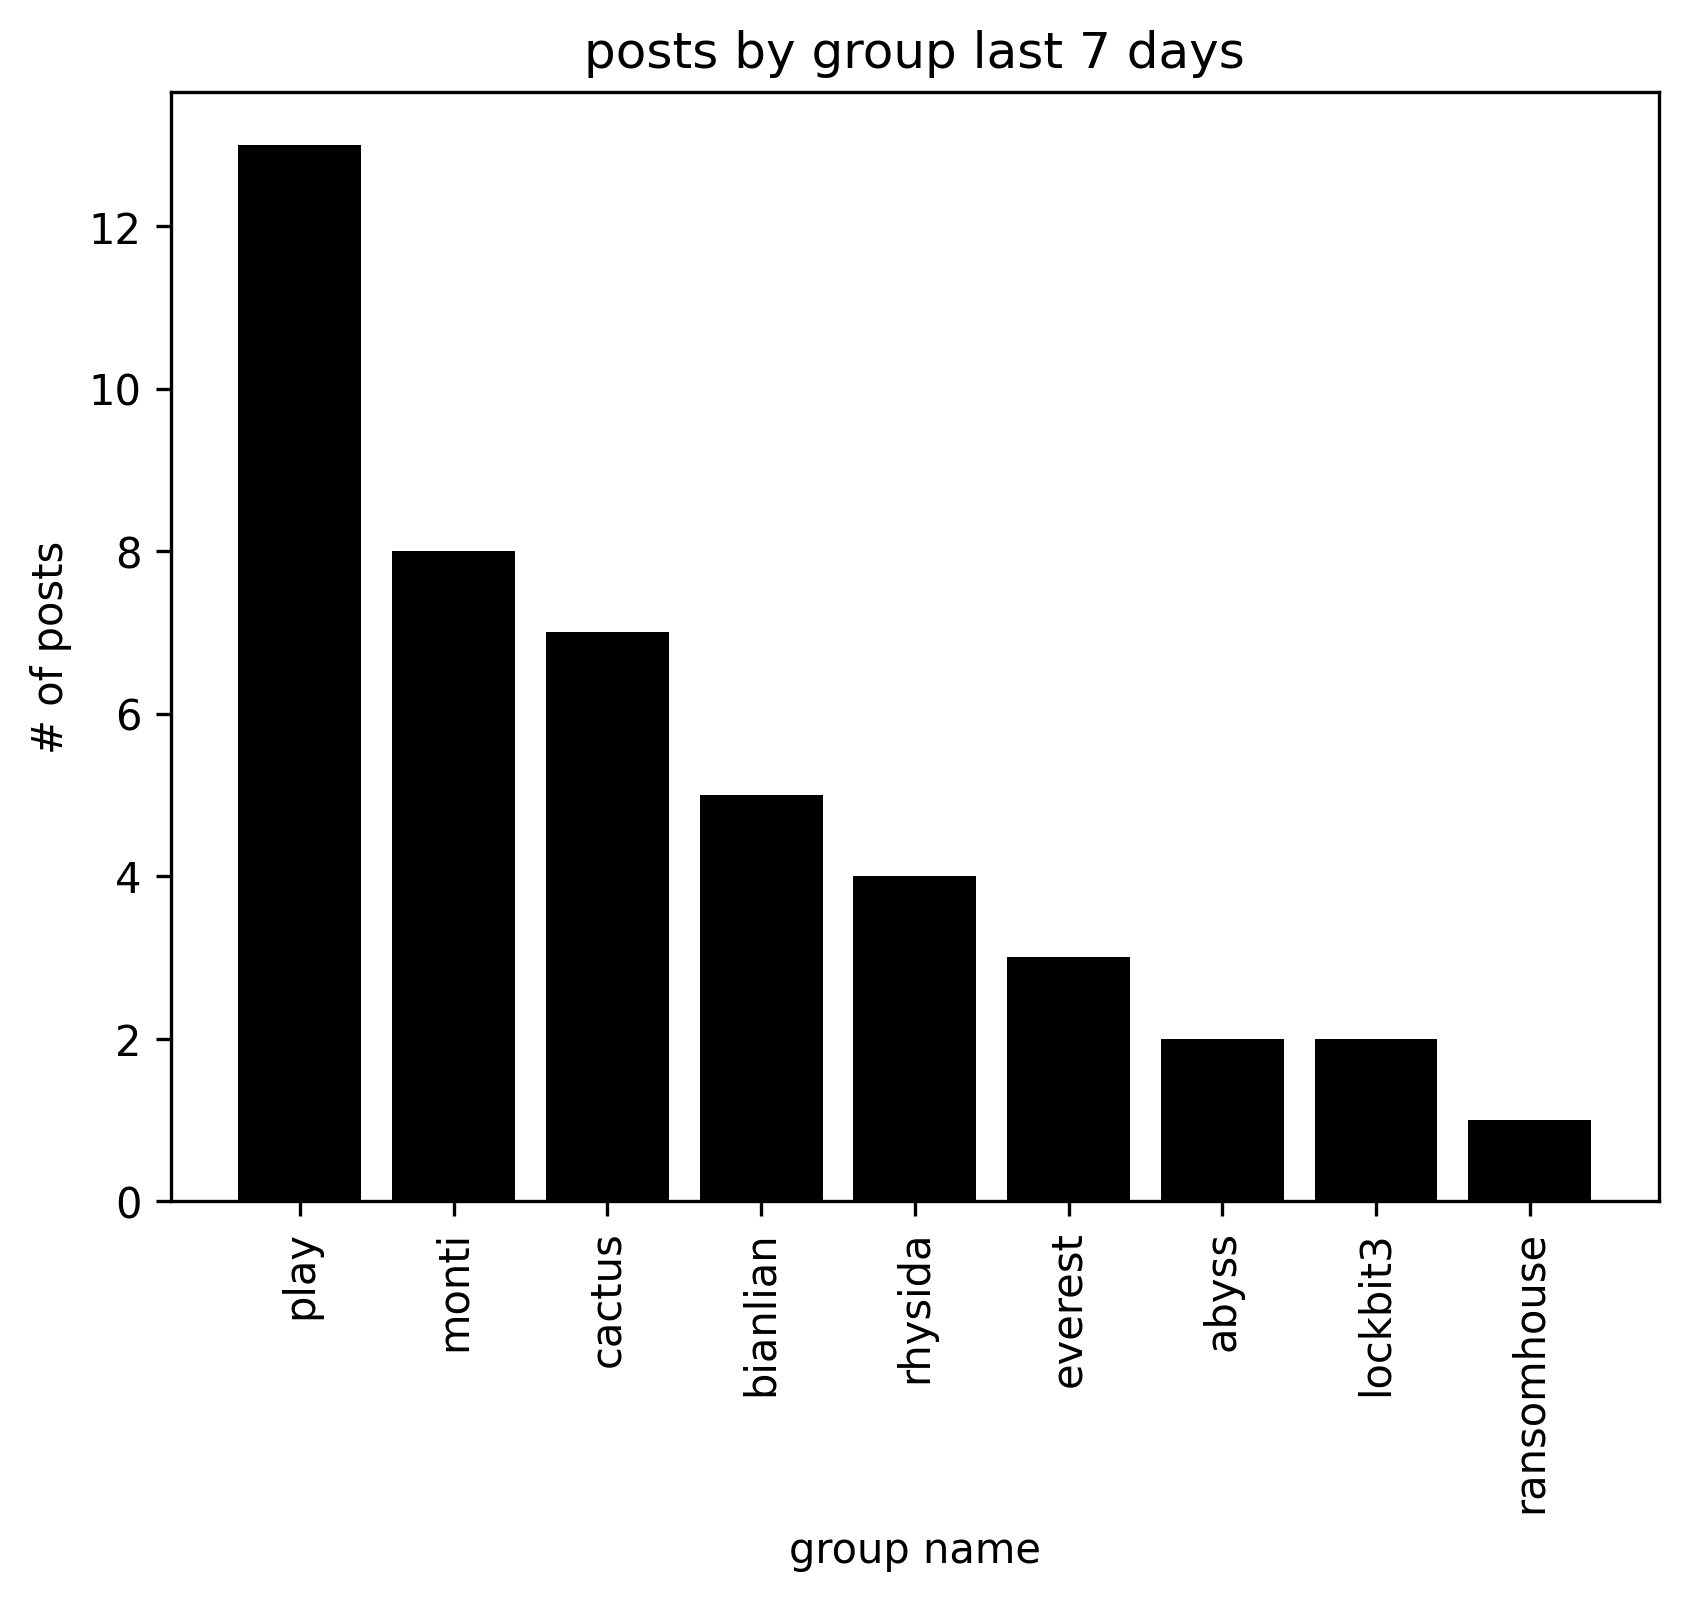 posts by group last 7 days
# of posts
12
10
8
6
4
2
0
play
monti
cactus
bianlian
rhysida
everest
abyss
lockbit3
ransomhouse
group name